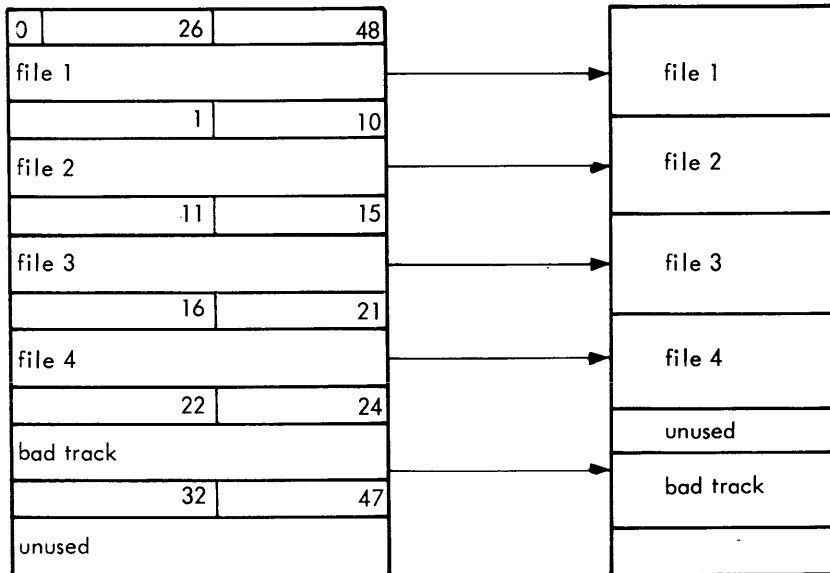 0 26 48
file 1
1 10
file 2
11 15
file 3
16 21
file 4
22 24
bad track
32 47
unused
file 1
file 2
file 3
file 4
unused
bad track